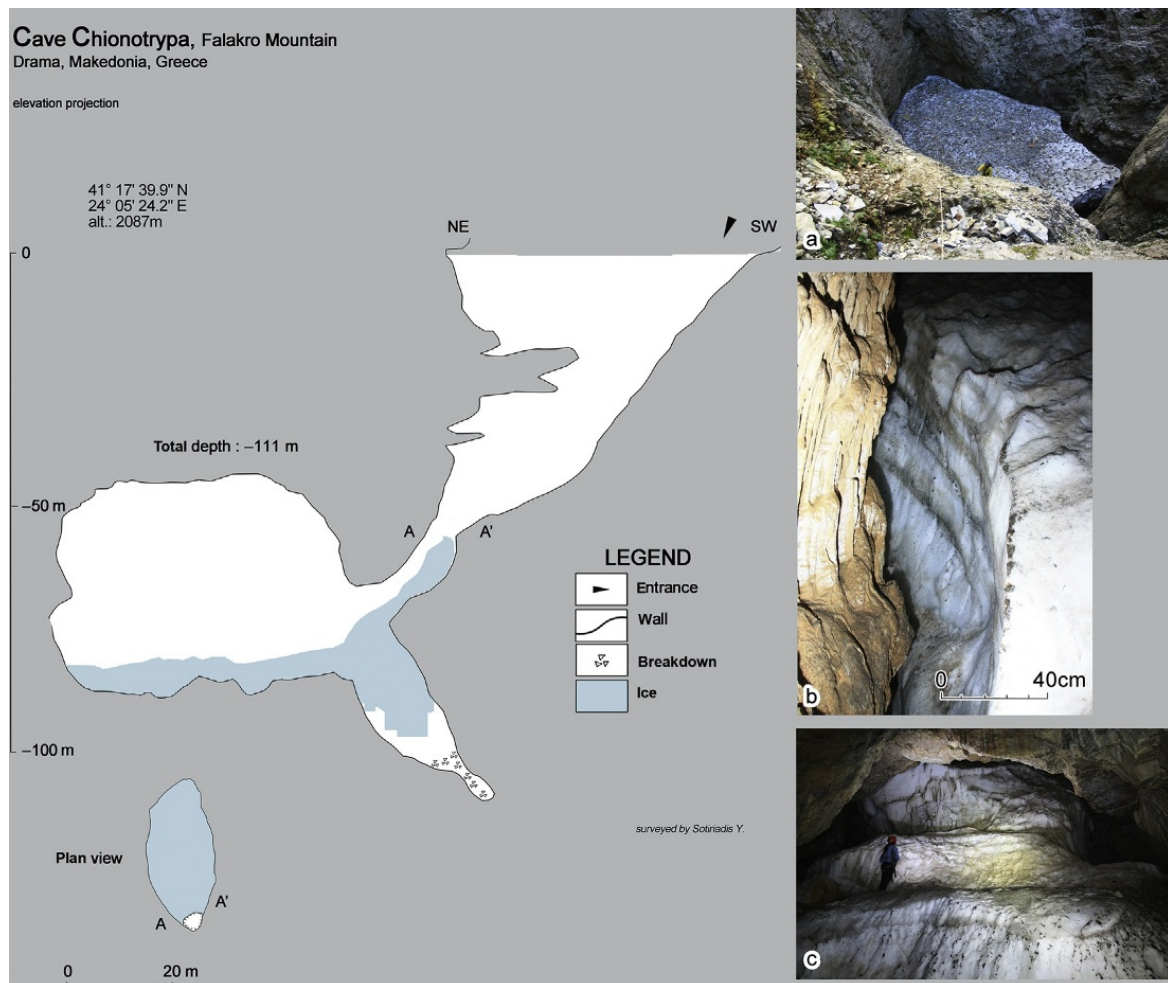 Cave Chionotrypa, Falakro Mountain
Drama, Makedonia, Greece
elevation projection
41° 17' 39.9" N
24° 05' 24.2" E
alt.: 2087m
NE
SW
0
Total depth : –111 m
–50 m
A
A'
LEGEND
Entrance
Wall
Breakdown
Ice
–100 m
surveyed by Sotiriadis Y.
Plan view
A
A'
0
20 m
a
0
40cm
b
c